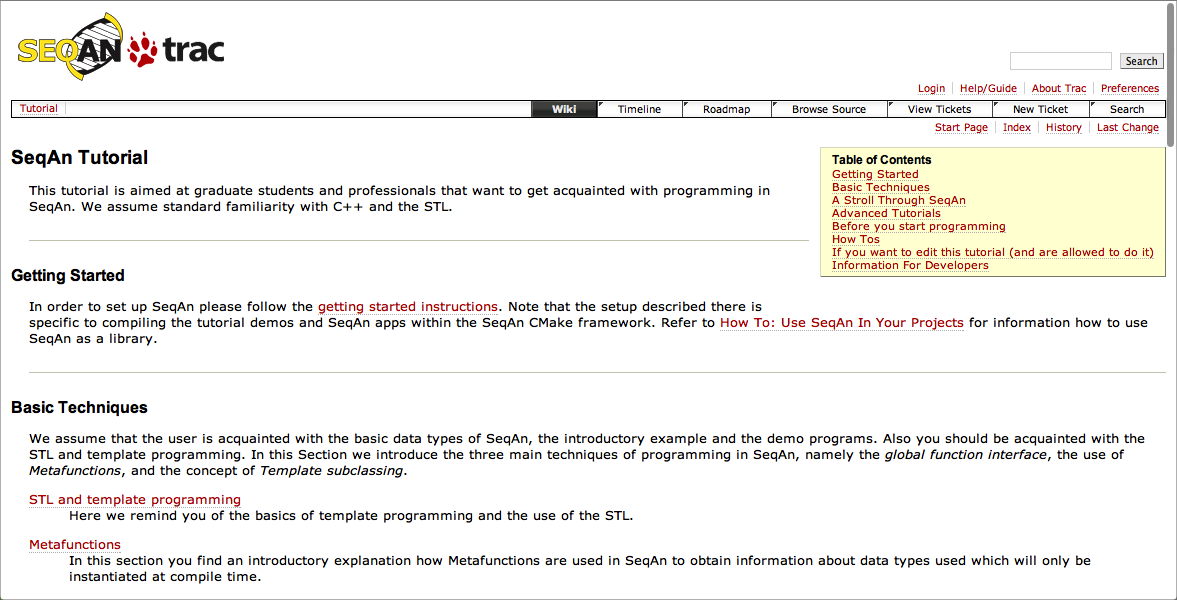 SEQAN trac
Search
Login Help/Guide About Trac Preferences
Tutorial Wiki Timeline Roadmap Browse Source View Tickets New Ticket Search
Start Page Index History Last Change
SeqAn Tutorial
This tutorial is aimed at graduate students and professionals that want to get acquainted with programming in
SeqAn. We assume standard familiarity with C++ and the STL.
Table of Contents
Getting Started
Basic Techniques
A Stroll Through SeqAn
Advanced Tutorials
Before you start programming
How Tos
If you want to edit this tutorial (and are allowed to do it)
Information For Developers
Getting Started
In order to set up SeqAn please follow the getting started instructions. Note that the setup described there is
specific to compiling the tutorial demos and SeqAn apps within the SeqAn CMake framework. Refer to How To: Use SeqAn In Your Projects for information how to use
SeqAn as a library.
Basic Techniques
We assume that the user is acquainted with the basic data types of SeqAn, the introductory example and the demo programs. Also you should be acquainted with the
STL and template programming. In this Section we introduce the three main techniques of programming in SeqAn, namely the global function interface, the use of
Metafunctions, and the concept of Template subclassing.
STL and template programming
Here we remind you of the basics of template programming and the use of the STL.
Metafunctions
In this section you find an introductory explanation how Metafunctions are used in SeqAn to obtain information about data types used which will only be
instantiated at compile time.